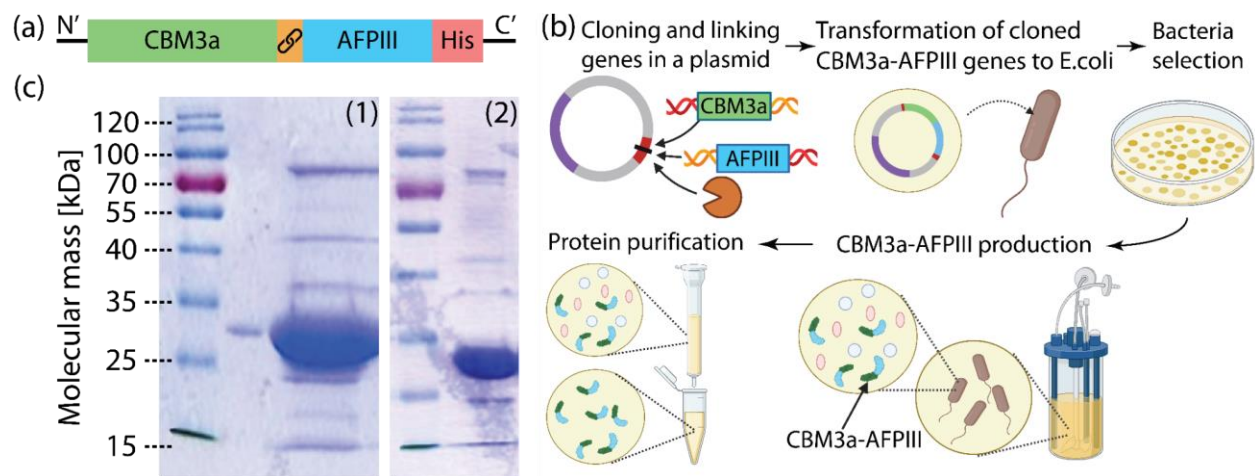 (a) N' CBM3a AFPIII His C'
(b) Cloning and linking
genes in a plasmid
Transformation of cloned
CBM3a-AFPIII genes to E.coli
Bacteria
selection
CBM3a
AFPIII
(c)
(1)
(2)
Molecular mass [kDa]
120
100
70
55
40
35
25
15
Protein purification
CBM3a-AFPIII production
CBM3a-AFPIII